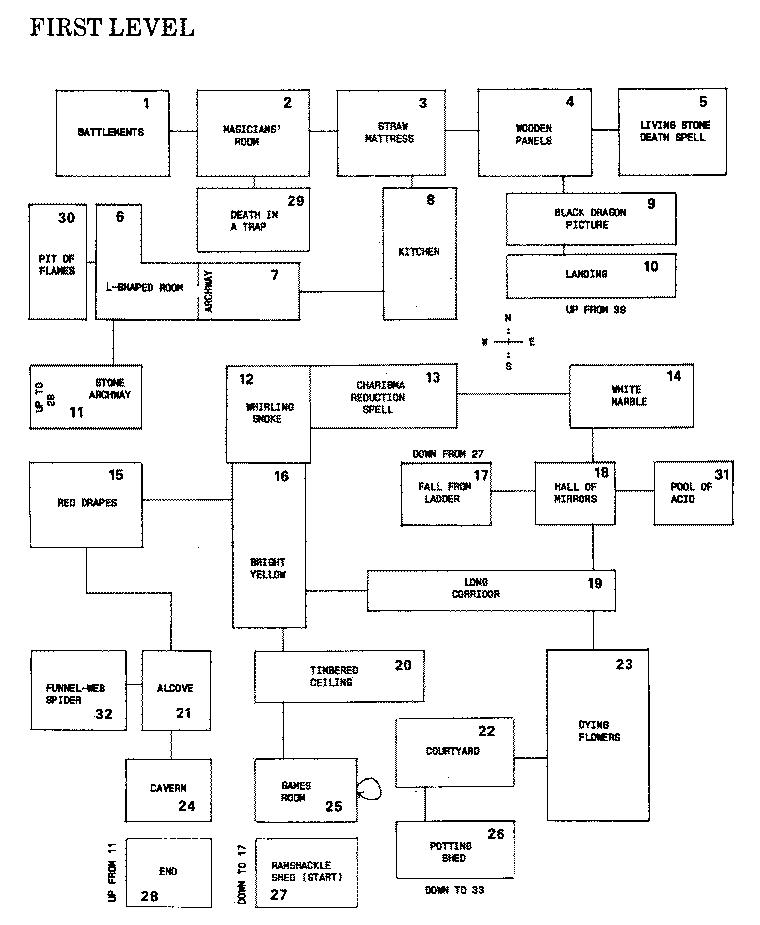 FIRST LEVEL
1
BATTLEMENTS
2
MAGICIANS'
ROOM
3
STRAW
MATTRESS
4
WOODEN
PANELS
5
LIVING STONE
DEATH SPELL
29
DEATH IN
A TRAP
8
KITCHEN
9
BLACK DRAGON
PICTURE
30
PIT OF
FLAMES
6
L-SHAPED ROOM
ARCHWAY
7
10
LANDING
UP FROM 38
N
W E
S
UP TO
28
STONE
ARCHWAY
11
12
WHIRLING
SMOKE
13
CHARISMA
REDUCTION
SPELL
14
WHITE
MARBLE
15
RED DRAPES
16
BRIGHT
YELLOW
DOWN FROM 27
17
FALL FROM
LADDER
18
HALL OF
MIRRORS
31
POOL OF
ACID
19
LONG
CORRIDOR
FUNNEL-WEB
SPIDER
32
ALCOVE
21
20
TIMBERED
CEILING
23
DYING
FLOWERS
22
COURTYARD
CAVERN
24
GAMES
ROOM
25
26
POTTING
SHED
DOWN TO 33
UP FROM 11
END
28
DOWN TO 17
RAMSHACKLE
SHED (START)
27